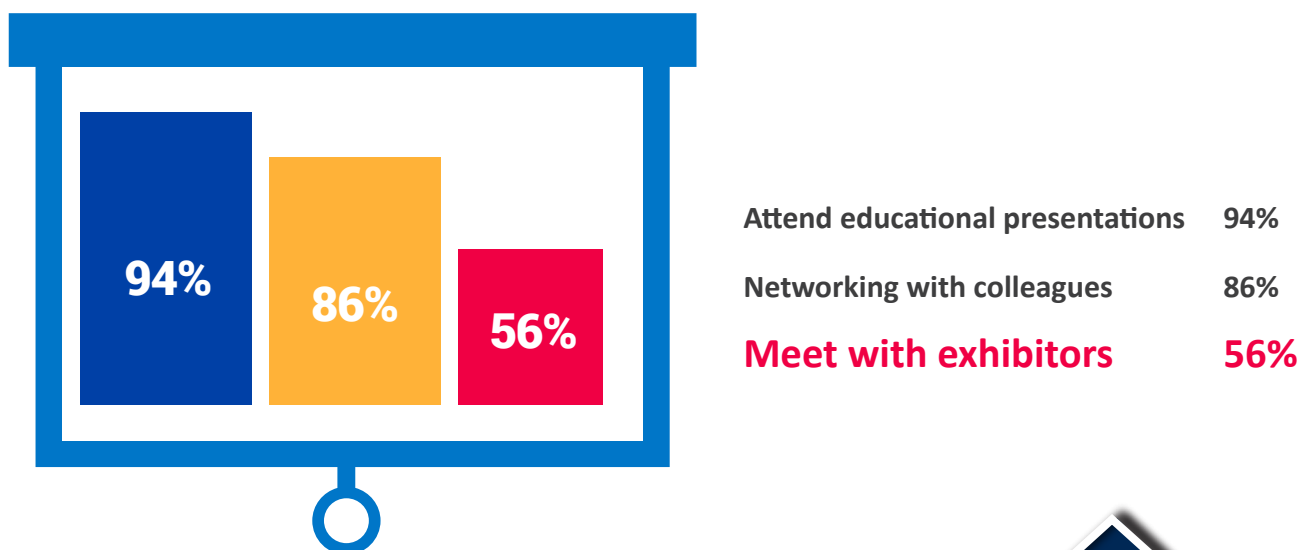 94%
86%
56%
Attend educational presentations 94%
Networking with colleagues 86%
Meet with exhibitors 56%